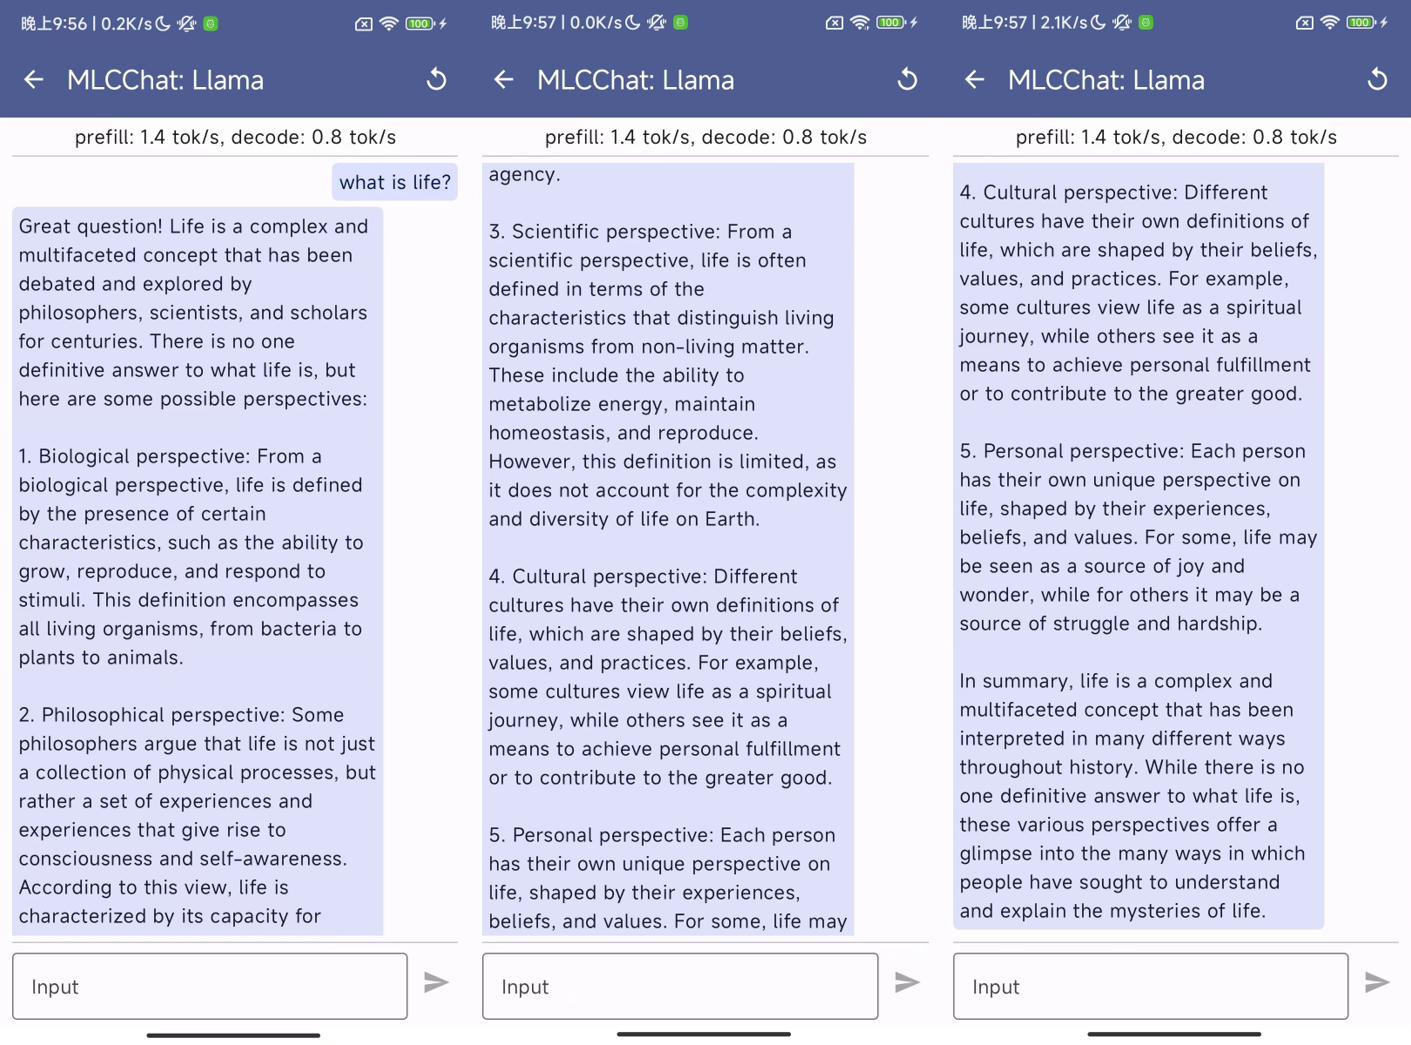 晚上9:56 | 0.2K/s
100
MLCChat: Llama
prefill: 1.4 tok/s, decode: 0.8 tok/s
what is life?
Great question! Life is a complex and
multifaceted concept that has been
debated and explored by
philosophers, scientists, and scholars
for centuries. There is no one
definitive answer to what life is, but
here are some possible perspectives:
1. Biological perspective: From a
biological perspective, life is defined
by the presence of certain
characteristics, such as the ability to
grow, reproduce, and respond to
stimuli. This definition encompasses
all living organisms, from bacteria to
plants to animals.
2. Philosophical perspective: Some
philosophers argue that life is not just
a collection of physical processes, but
rather a set of experiences and
experiences that give rise to
consciousness and self-awareness.
According to this view, life is
characterized by its capacity for
Input
晚上9:57 | 0.0K/s
100
MLCChat: Llama
prefill: 1.4 tok/s, decode: 0.8 tok/s
agency.
3. Scientific perspective: From a
scientific perspective, life is often
defined in terms of the
characteristics that distinguish living
organisms from non-living matter.
These include the ability to
metabolize energy, maintain
homeostasis, and reproduce.
However, this definition is limited, as
it does not account for the complexity
and diversity of life on Earth.
4. Cultural perspective: Different
cultures have their own definitions of
life, which are shaped by their beliefs,
values, and practices. For example,
some cultures view life as a spiritual
journey, while others see it as a
means to achieve personal fulfillment
or to contribute to the greater good.
5. Personal perspective: Each person
has their own unique perspective on
life, shaped by their experiences,
beliefs, and values. For some, life may
Input
晚上9:57 | 2.1K/s
100
MLCChat: Llama
prefill: 1.4 tok/s, decode: 0.8 tok/s
4. Cultural perspective: Different
cultures have their own definitions of
life, which are shaped by their beliefs,
values, and practices. For example,
some cultures view life as a spiritual
journey, while others see it as a
means to achieve personal fulfillment
or to contribute to the greater good.
5. Personal perspective: Each person
has their own unique perspective on
life, shaped by their experiences,
beliefs, and values. For some, life may
be seen as a source of joy and
wonder, while for others it may be a
source of struggle and hardship.
In summary, life is a complex and
multifaceted concept that has been
interpreted in many different ways
throughout history. While there is no
one definitive answer to what life is,
these various perspectives offer a
glimpse into the many ways in which
people have sought to understand
and explain the mysteries of life.
Input